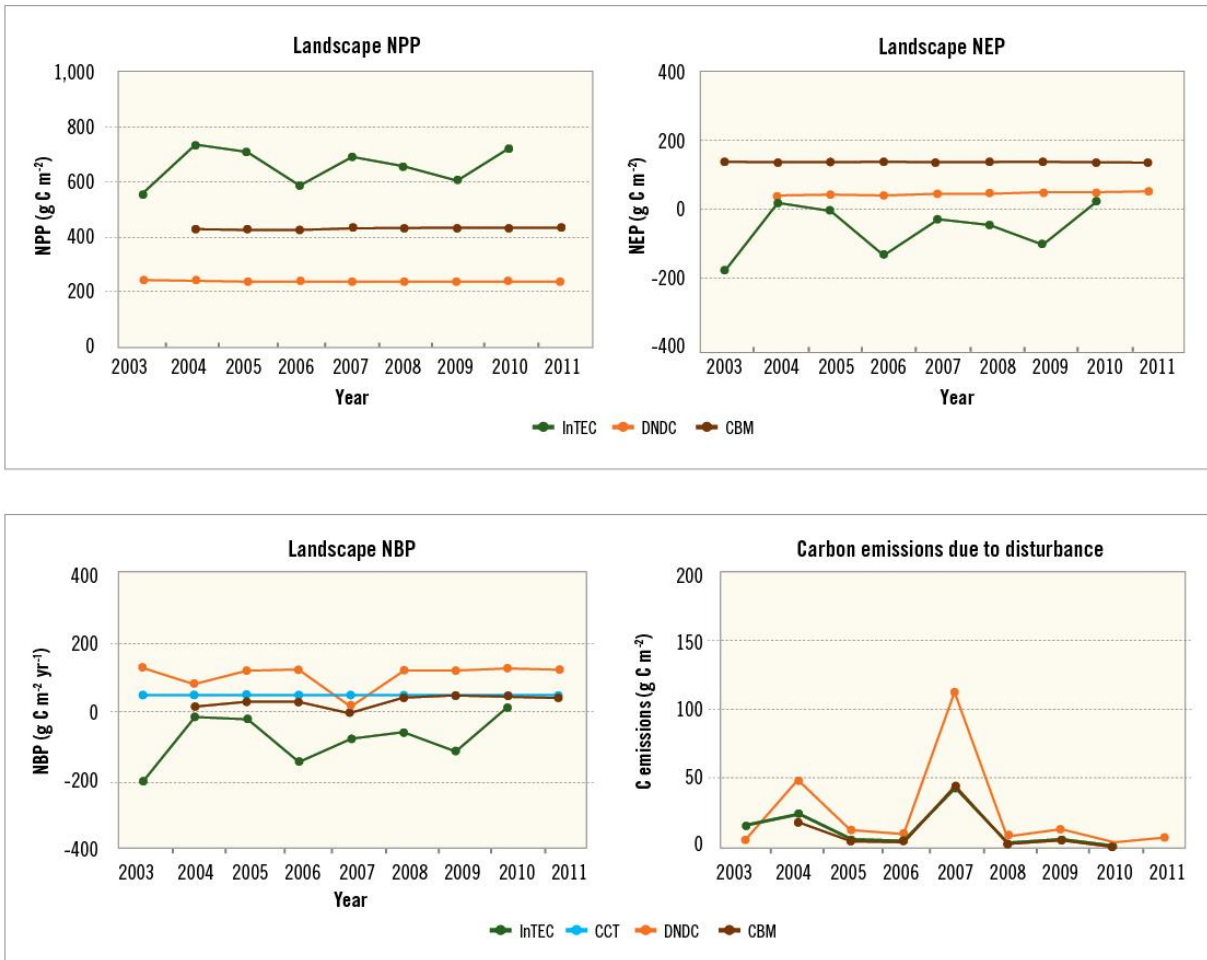 Landscape NPP
1,000
800
600
400
200
0
NPP (g C m⁻²)
2003 2004 2005 2006 2007 2008 2009 2010 2011
Year
Landscape NEP
400
200
0
-200
-400
NEP (g C m⁻²)
2003 2004 2005 2006 2007 2008 2009 2010 2011
Year
InTEC DNDC CBM
Landscape NBP
400
200
0
-200
-400
NBP (g C m⁻² yr⁻¹)
2003 2004 2005 2006 2007 2008 2009 2010 2011
Year
Carbon emissions due to disturbance
200
150
100
50
0
C emissions (g C m⁻²)
2003 2004 2005 2006 2007 2008 2009 2010 2011
InTEC CCT DNDC CBM